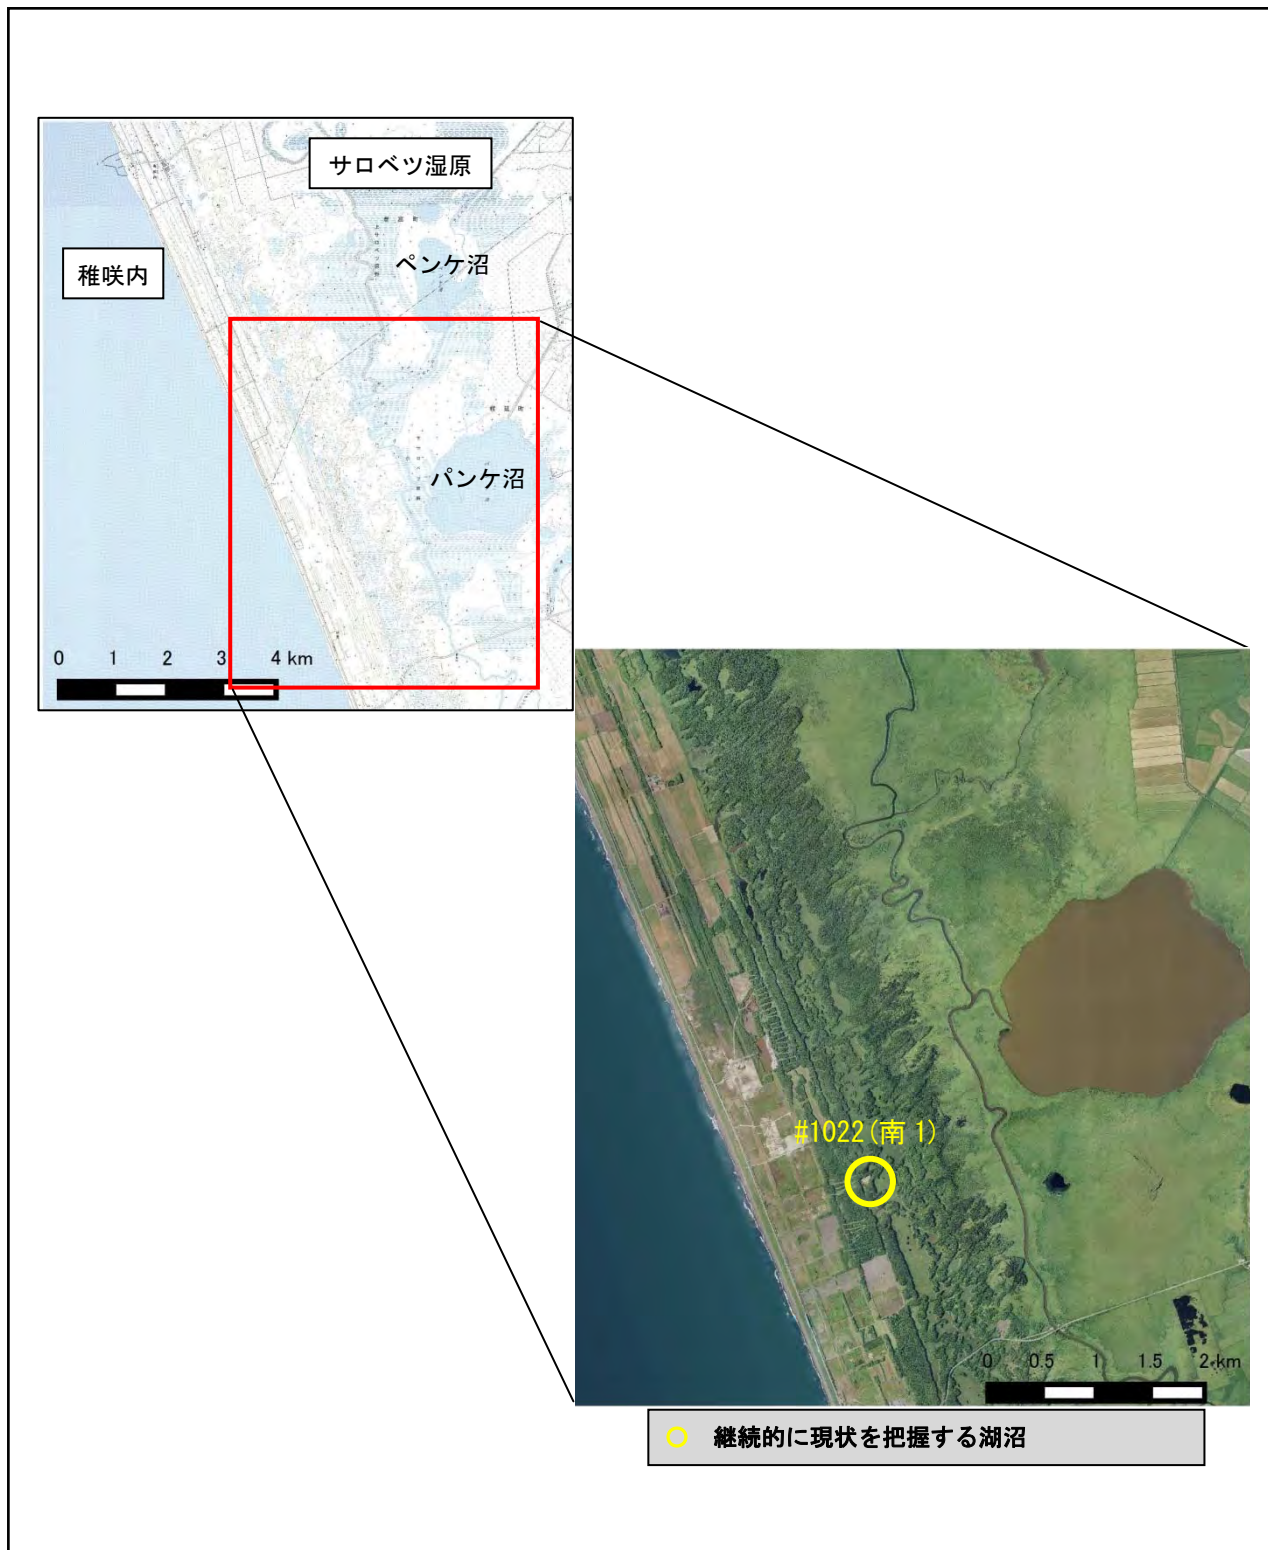 サロベツ湿原
ペンケ沼
稚咲内
パンケ沼
0 1 2 3 4 km
#1022(南 1)
0 0.5 1 1.5 2 km
継続的に現状を把握する湖沼